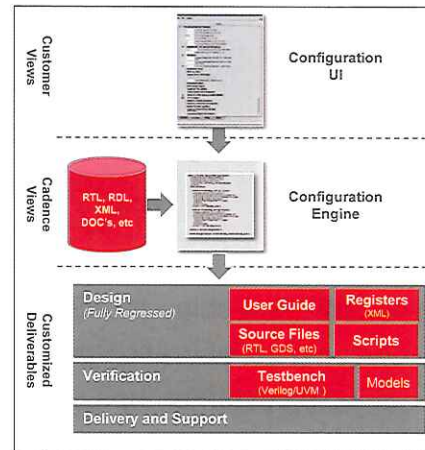 Customer
Views
Configuration
UI
Cadence
Views
RTL, RDL,
XML,
DOC's, etc
Configuration
Engine
Customized
Deliverables
Design
(Fully Regressed)
User Guide
Registers
(XML)
Source Files
(RTL, GDS, etc)
Scripts
Verification
Testbench
(Verilog/UVM )
Models
Delivery and Support